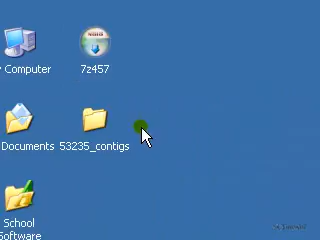 Computer
7z457
Documents
53235_contigs
School
Software